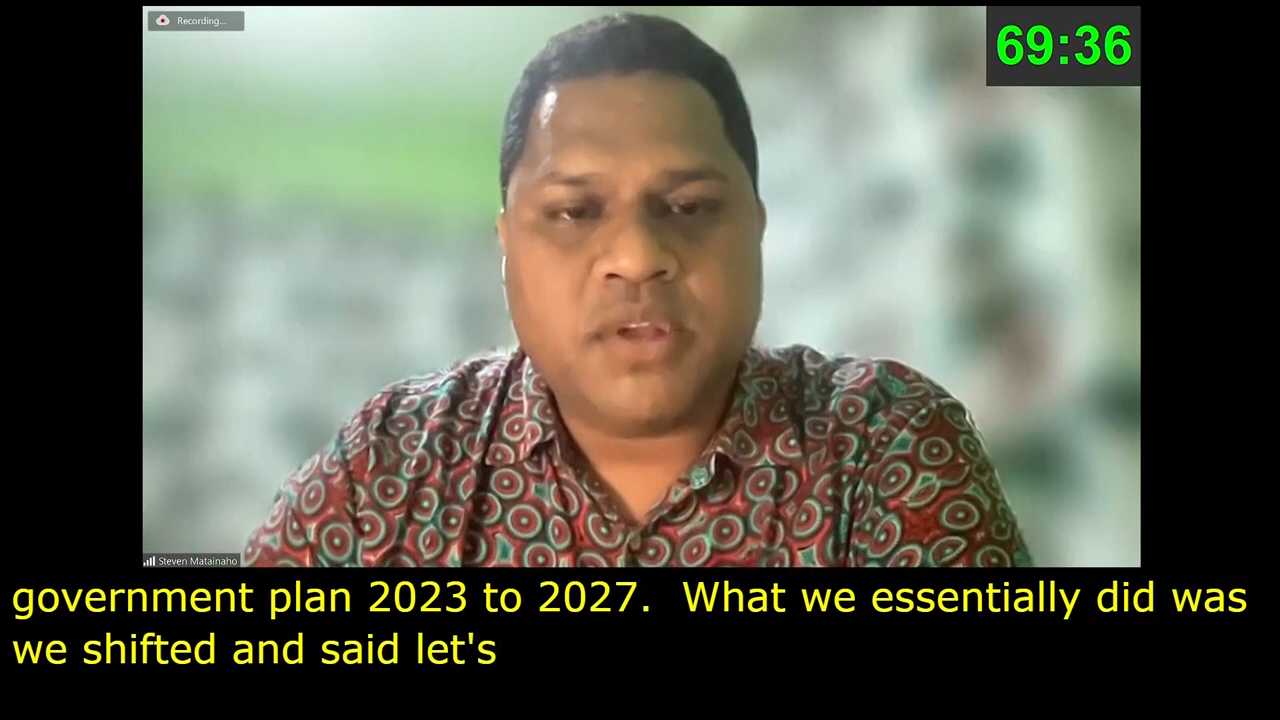 Recording...
69:36
Steven Matainaho
government plan 2023 to 2027.  What we essentially did was
we shifted and said let's